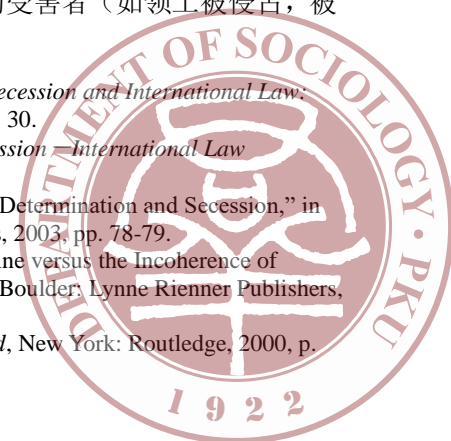 的受害者（如领土被侵占，被
ecession and International Law:
30.
ssion—International Law
Determination and Secession,” in
s, 2003, pp. 78-79.
ine versus the Incoherence of
Boulder: Lynne Rienner Publishers,
d, New York: Routledge, 2000, p.
DEPARTMENT OF SOCIOLOGY · PKU
1922